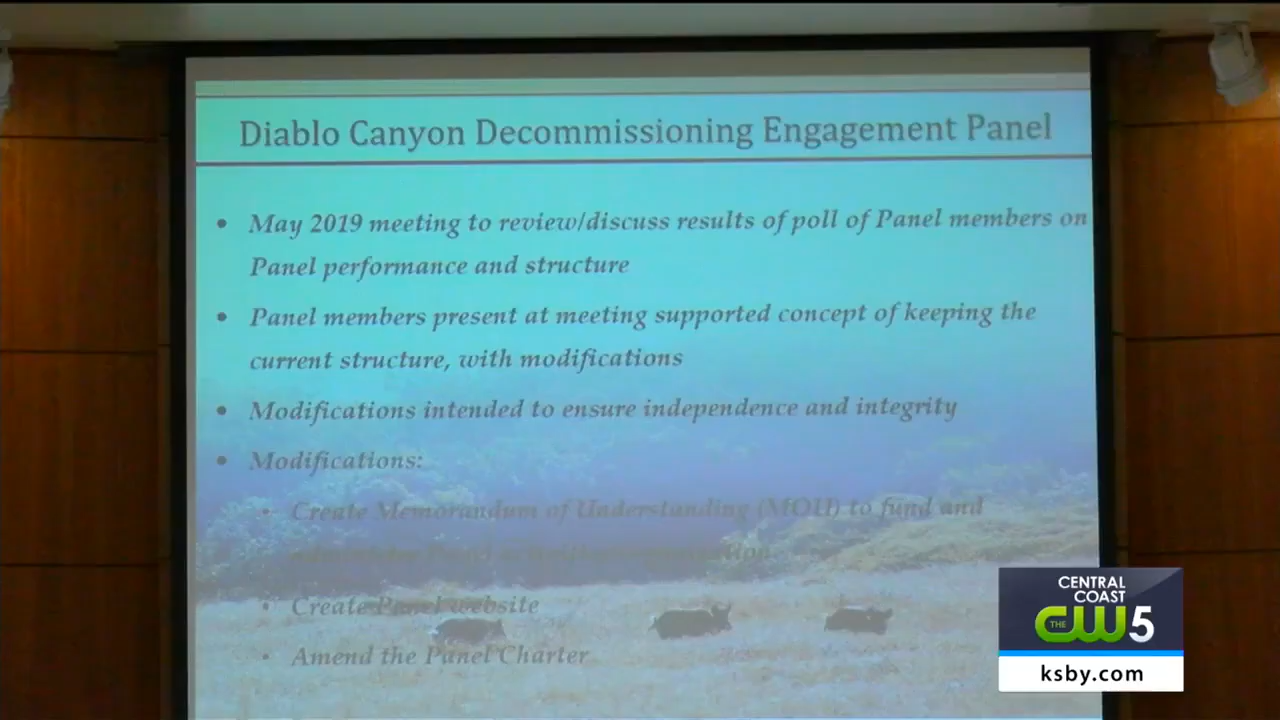 Diablo Canyon Decommissioning Engagement Panel
• May 2019 meeting to review/discuss results of poll of Panel members on
Panel performance and structure
• Panel members present at meeting supported concept of keeping the
current structure, with modifications
• Modifications intended to ensure independence and integrity
• Modifications:
• Create Memorandum of Understanding (MOU) to fund and
Panel
• Create Panel website
• Amend the Panel Charter
CENTRAL
COAST
THE CW5
ksby.com